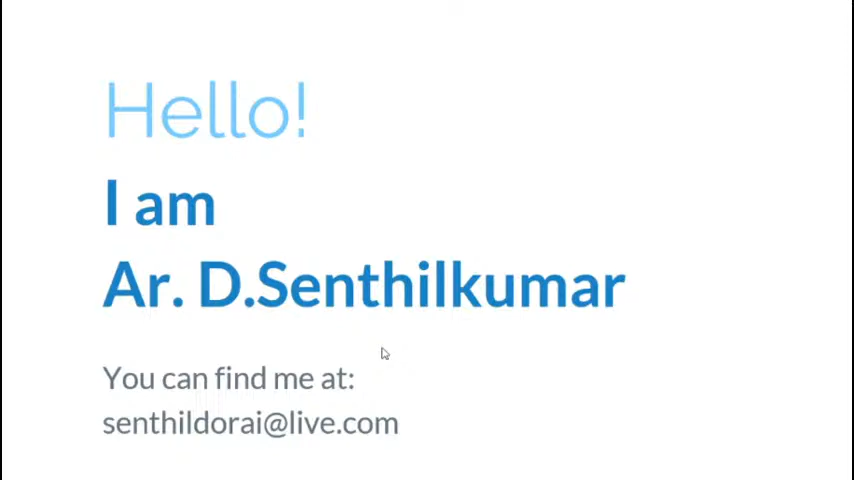 Hello!
I am
Ar. D.Senthilkumar
You can find me at:
senthildorai@live.com